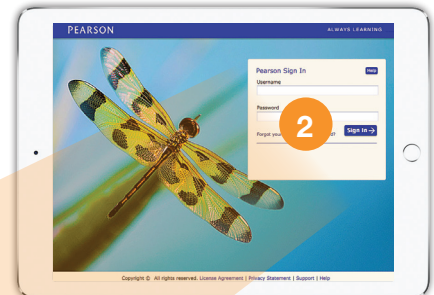 PEARSON
ALWAYS LEARNING
Pearson Sign In
Help
Username
Password
2
Forgot your
Sign In →
Copyright © All rights reserved. License Agreement | Privacy Statement | Support | Help